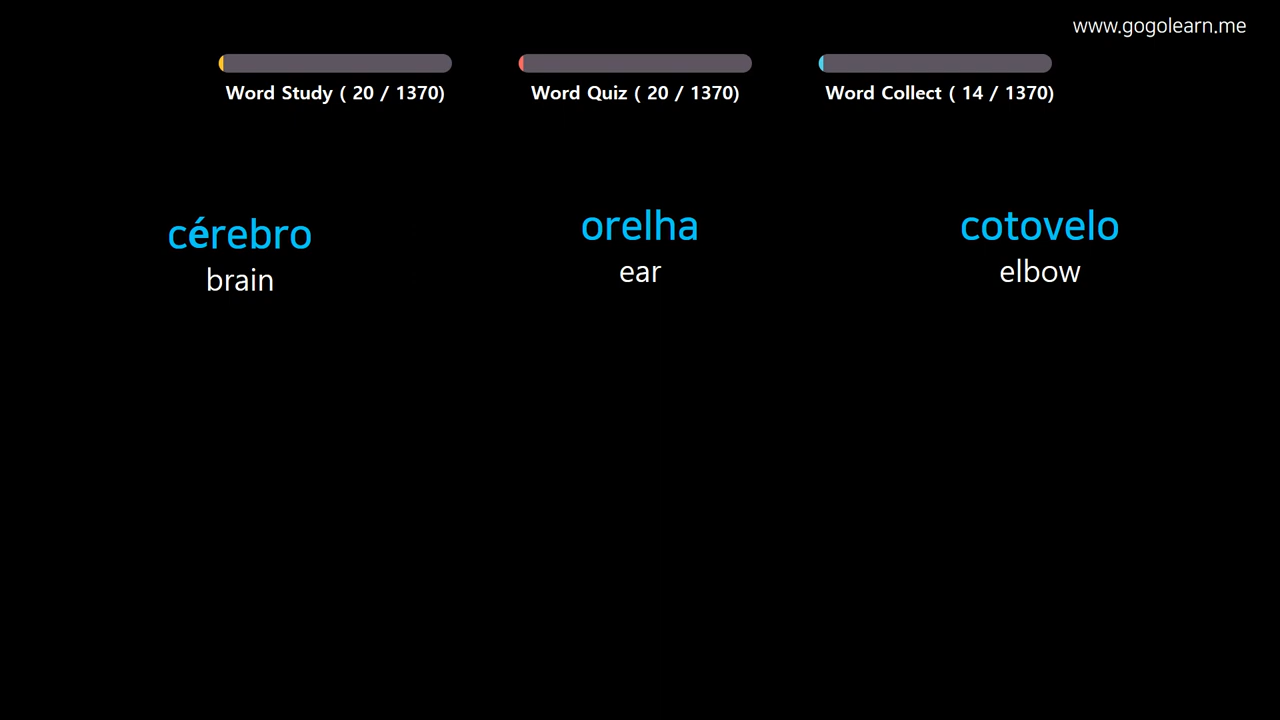 www.gogolearn.me
Word Study ( 20 / 1370)
Word Quiz ( 20 / 1370)
Word Collect ( 14 / 1370)
cérebro
brain
orelha
ear
cotovelo
elbow